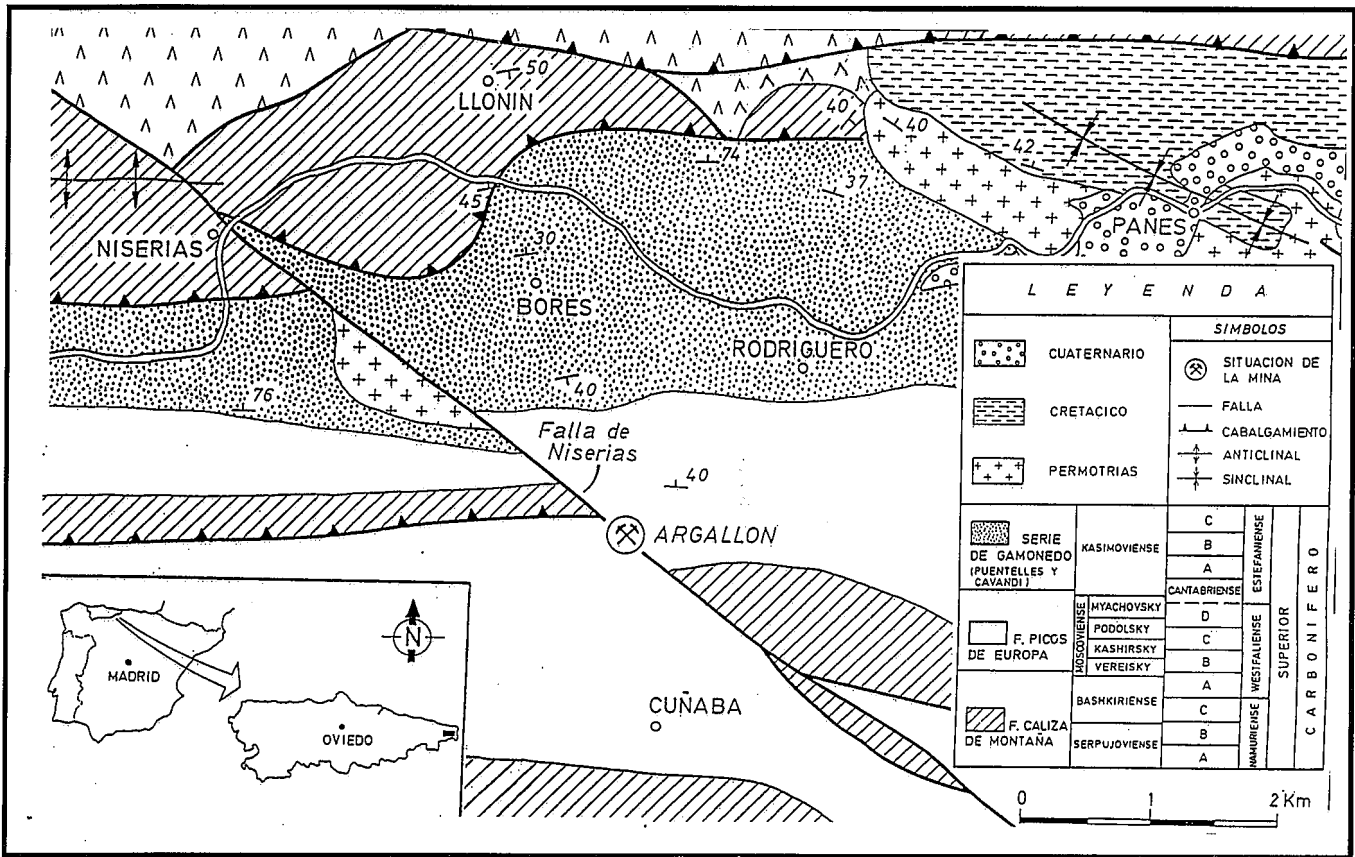 50
LLONIN
40
40
74
42
37
PANES
45
NISERIAS
30
BORES
RODRIGUERO
40
76
Falla de
Niserias
40
ARGALLON
CUÑABA
MADRID
OVIEDO
N
LEYENDA
CUATERNARIO
CRETACICO
PERMOTRIAS
SIMBOLOS
SITUACION DE
LA MINA
FALLA
CABALGAMIENTO
ANTICLINAL
SINCLINAL
SERIE
DE GAMONEDO
(PUENTELLES Y
CAVANDI)
F. PICOS
DE EUROPA
F. CALIZA
DE MONTAÑA
KASIMOVIENSE
MOSCOVIENSE
MYACHOVSKY
PODOLSKY
KASHIRSKY
VEREISKY
BASHKIRIENSE
SERPUJOVIENSE
C
B
A
CANTABRIENSE
D
C
B
A
C
B
A
ESTEFANIENSE
WESTFALIENSE
NAMURIENSE
SUPERIOR
CARBONIFERO
0 1 2 Km